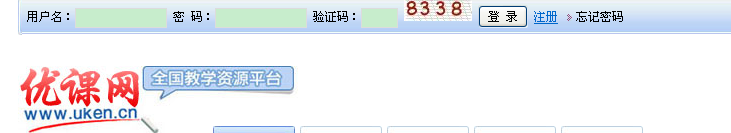 用户名： 密 码： 验证码： 8338 登 录 注册 忘记密码
优课网 全国教学资源平台
www.uken.cn